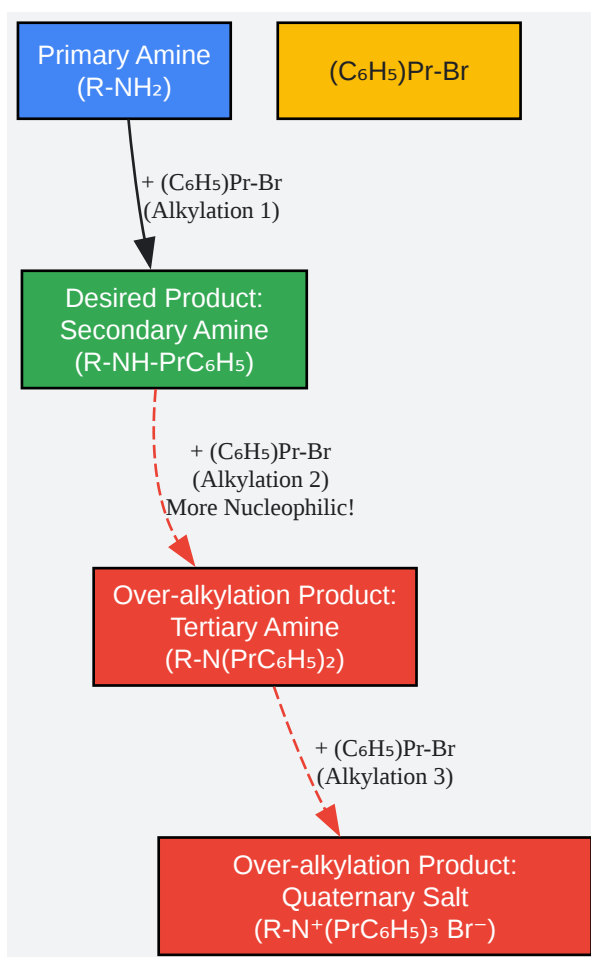 Primary Amine
(R-NH₂)
(C₆H₅)Pr-Br
+ (C₆H₅)Pr-Br
(Alkylation 1)
Desired Product:
Secondary Amine
(R-NH-PrC₆H₅)
+ (C₆H₅)Pr-Br
(Alkylation 2)
More Nucleophilic!
Over-alkylation Product:
Tertiary Amine
(R-N(PrC₆H₅)₂)
+ (C₆H₅)Pr-Br
(Alkylation 3)
Over-alkylation Product:
Quaternary Salt
(R-N⁺(PrC₆H₅)₃ Br⁻)